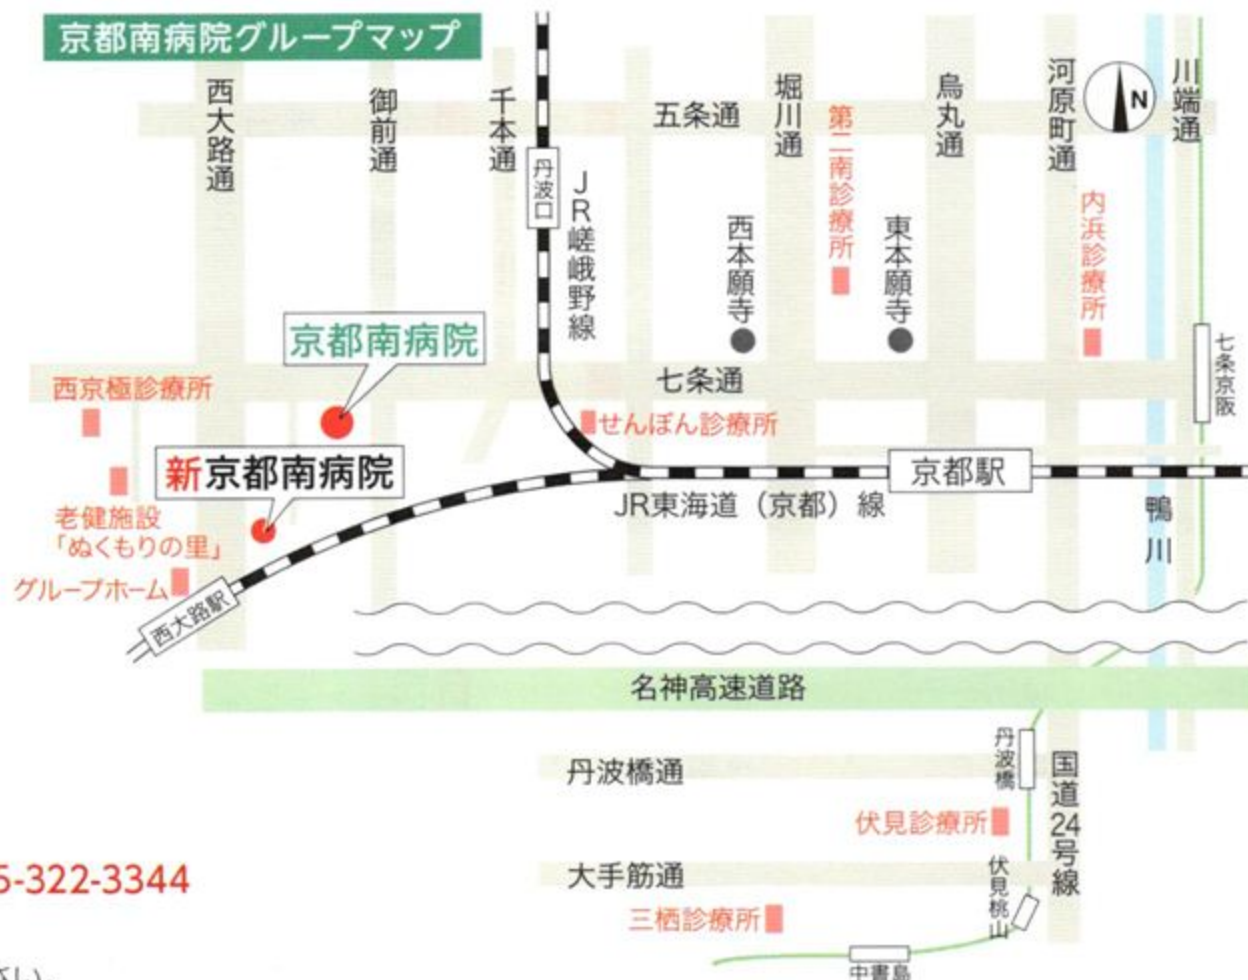 京都南病院グループマップ
西大路通
御前通
千本通
五条通
堀川通
烏丸通
河原町通
N
川端通
丹波口
JR嵯峨野線
第二南診療所
西本願寺
東本願寺
内浜診療所
京都南病院
七条通
七条京阪
西京極診療所
せんぼん診療所
新京都南病院
京都駅
JR東海道(京都)線
鴨川
老健施設
「ぬくもりの里」
グループホーム
西大路駅
名神高速道路
丹波橋通
丹波橋
国道24号線
伏見診療所
5-322-3344
大手筋通
伏見桃山
三栖診療所
中書島